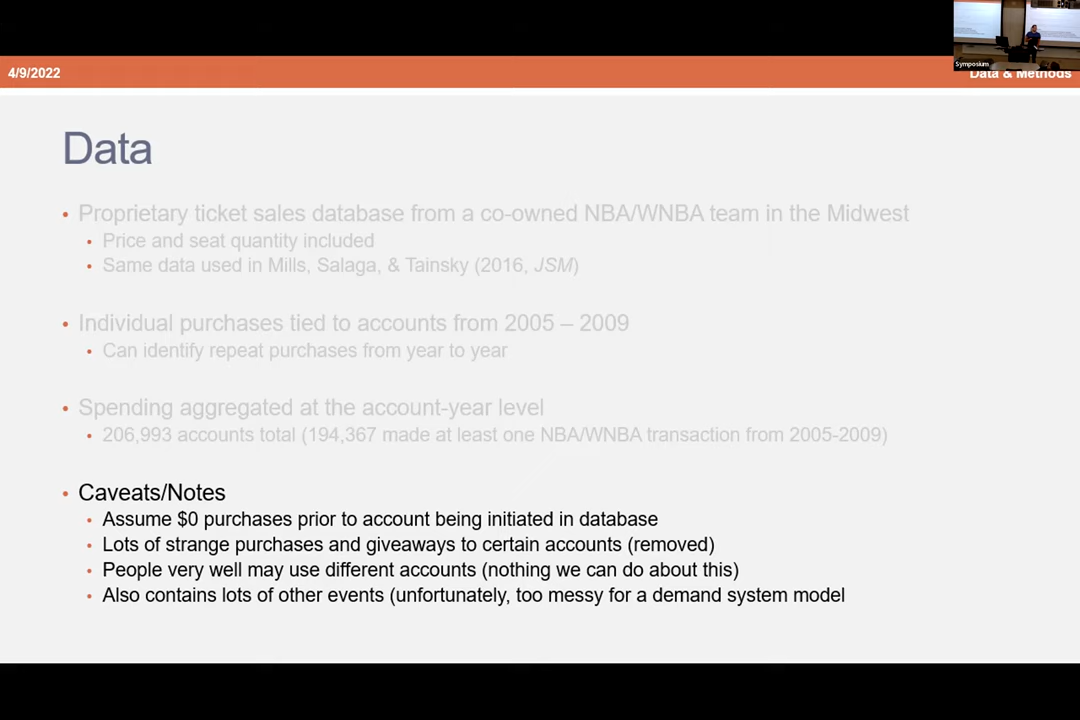 Symposium
4/9/2022
Data & Methods
Data
• Proprietary ticket sales database from a co-owned NBA/WNBA team in the Midwest
• Price and seat quantity included
• Same data used in Mills, Salaga, & Tainsky (2016, JSM)
• Individual purchases tied to accounts from 2005 – 2009
• Can identify repeat purchases from year to year
• Spending aggregated at the account-year level
• 206,993 accounts total (194,367 made at least one NBA/WNBA transaction from 2005-2009)
• Caveats/Notes
• Assume $0 purchases prior to account being initiated in database
• Lots of strange purchases and giveaways to certain accounts (removed)
• People very well may use different accounts (nothing we can do about this)
• Also contains lots of other events (unfortunately, too messy for a demand system model